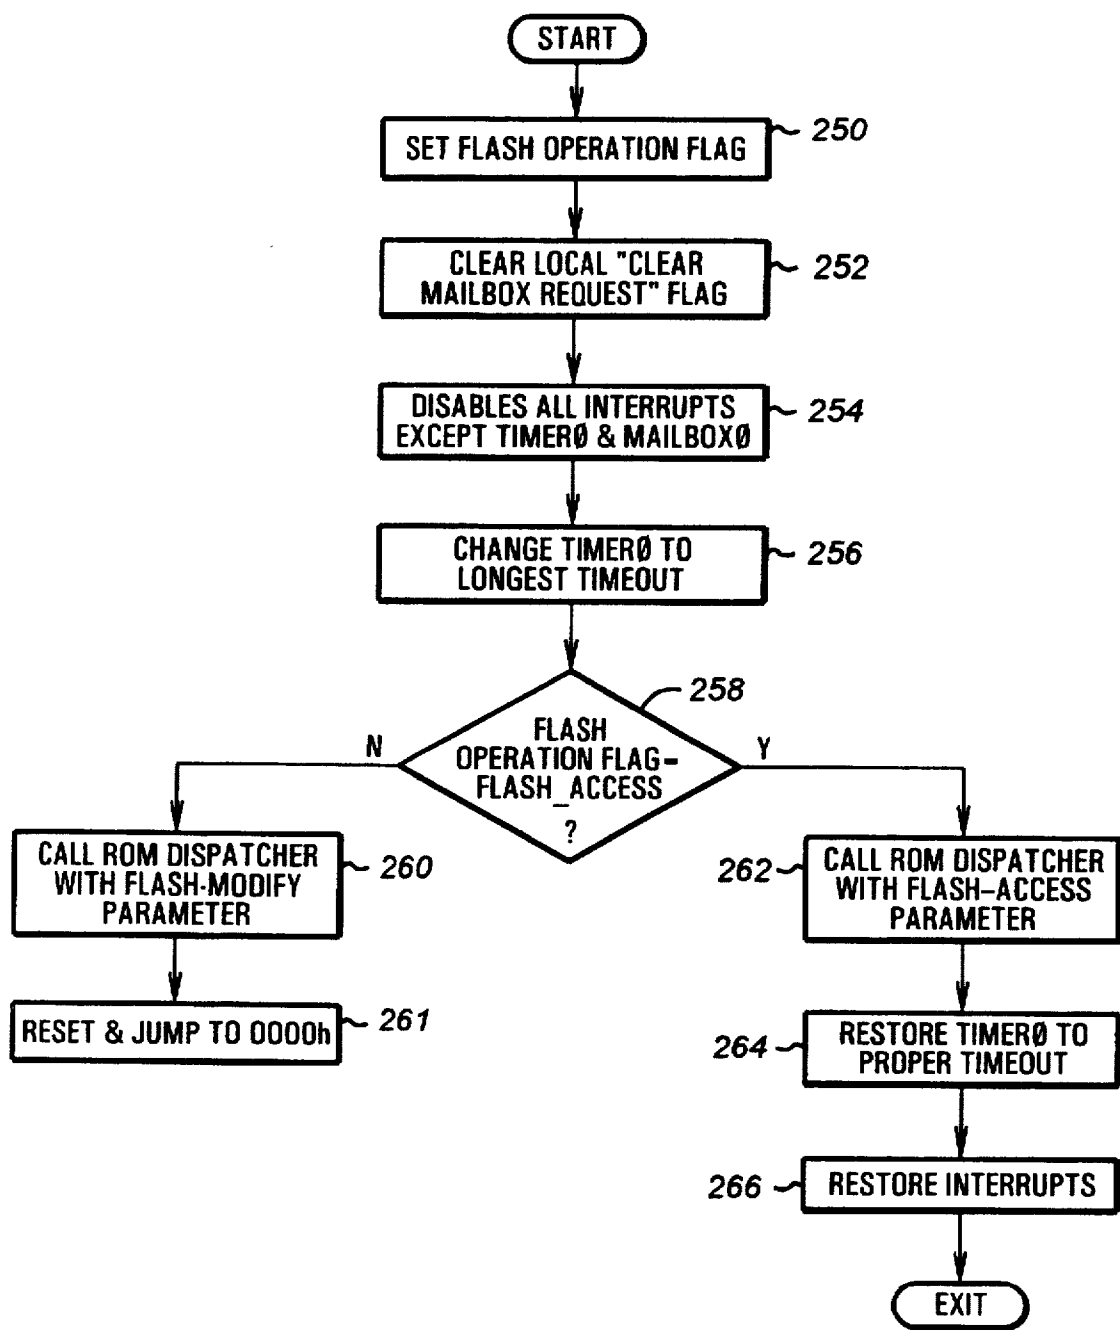 START
SET FLASH OPERATION FLAG
250
CLEAR LOCAL "CLEAR
MAILBOX REQUEST" FLAG
252
DISABLES ALL INTERRUPTS
EXCEPT TIMERØ & MAILBOXØ
254
CHANGE TIMERØ TO
LONGEST TIMEOUT
256
258
FLASH
OPERATION FLAG=
FLASH_ACCESS
?
N
Y
CALL ROM DISPATCHER
WITH FLASH-MODIFY
PARAMETER
260
RESET & JUMP TO 0000h
261
262
CALL ROM DISPATCHER
WITH FLASH-ACCESS
PARAMETER
264
RESTORE TIMERØ TO
PROPER TIMEOUT
266
RESTORE INTERRUPTS
EXIT